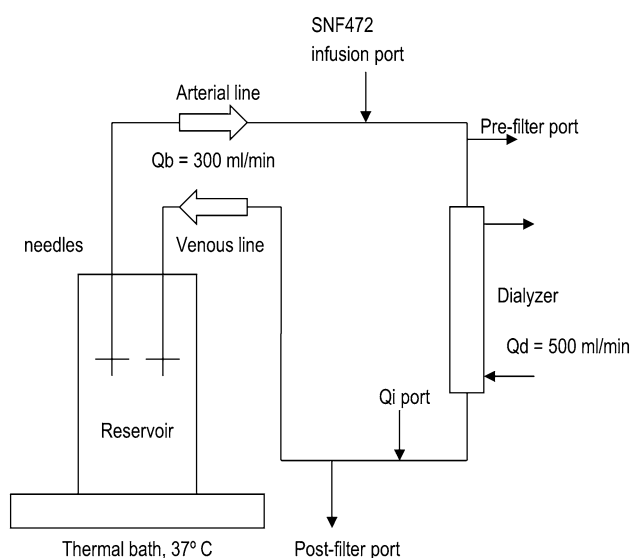 SNF472
infusion port
Arterial line
Pre-filter port
Qb = 300 ml/min
needles
Venous line
Dialyzer
Qd = 500 ml/min
Qi port
Reservoir
Thermal bath, 37º C
Post-filter port